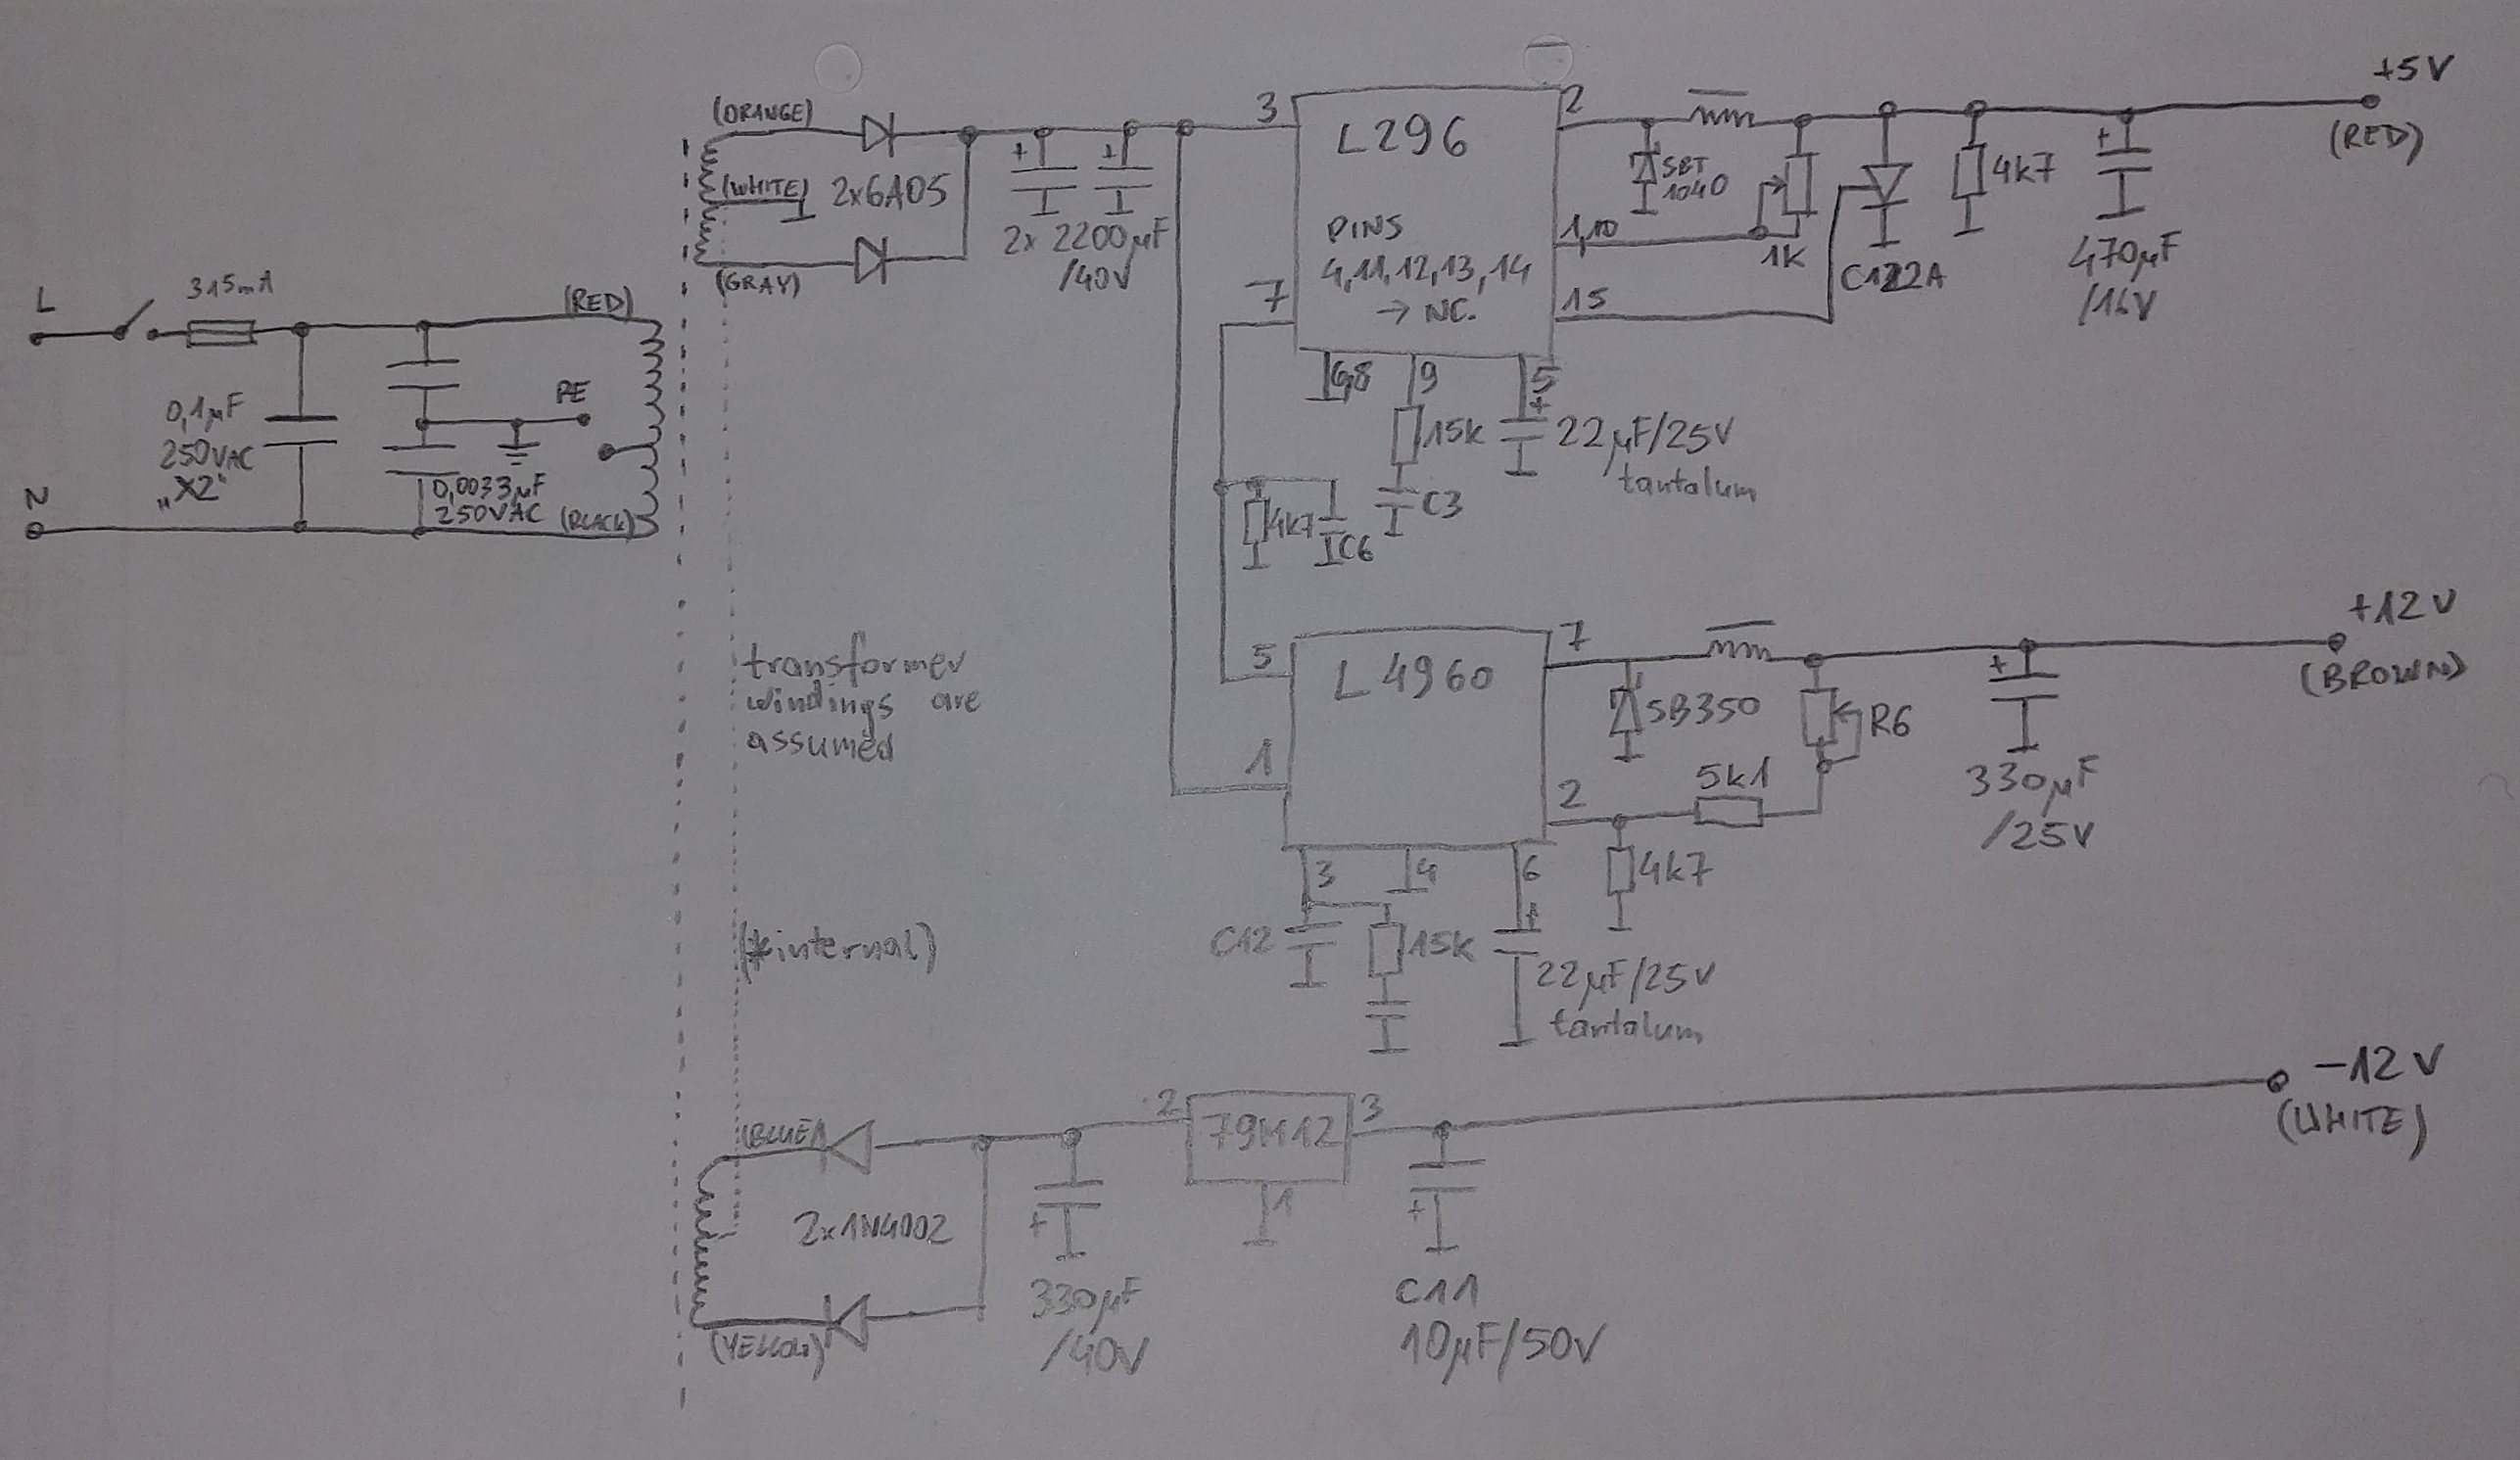 L
315mA
(RED)
0,1µF
250VAC
„X2"
PE
0,0033µF
250VAC
(BLACK)
N
(ORANGE)
(WHITE)
2x6A05
(GRAY)
+
+
2x 2200µF
/40V
3
L296
PINS
4,11,12,13,14
→ NC.
7
2
1,10
15
6,8
9
5
SBT
1040
1K
C122A
4k7
+
470µF
/16V
+5V
(RED)
15k
C3
+
22µF/25V
tantalum
4k7
C6
transformer
windings are
assumed
(*internal)
5
L4960
1
7
2
3
4
6
SB350
R6
5k1
4k7
+
330µF
/25V
+12V
(BROWN)
C12
15k
+
22µF/25V
tantalum
(BLUE)
2x1N4002
(YELLOW)
+
330µF
/40V
2
79M12
3
1
+
C11
10µF/50V
-12V
(WHITE)